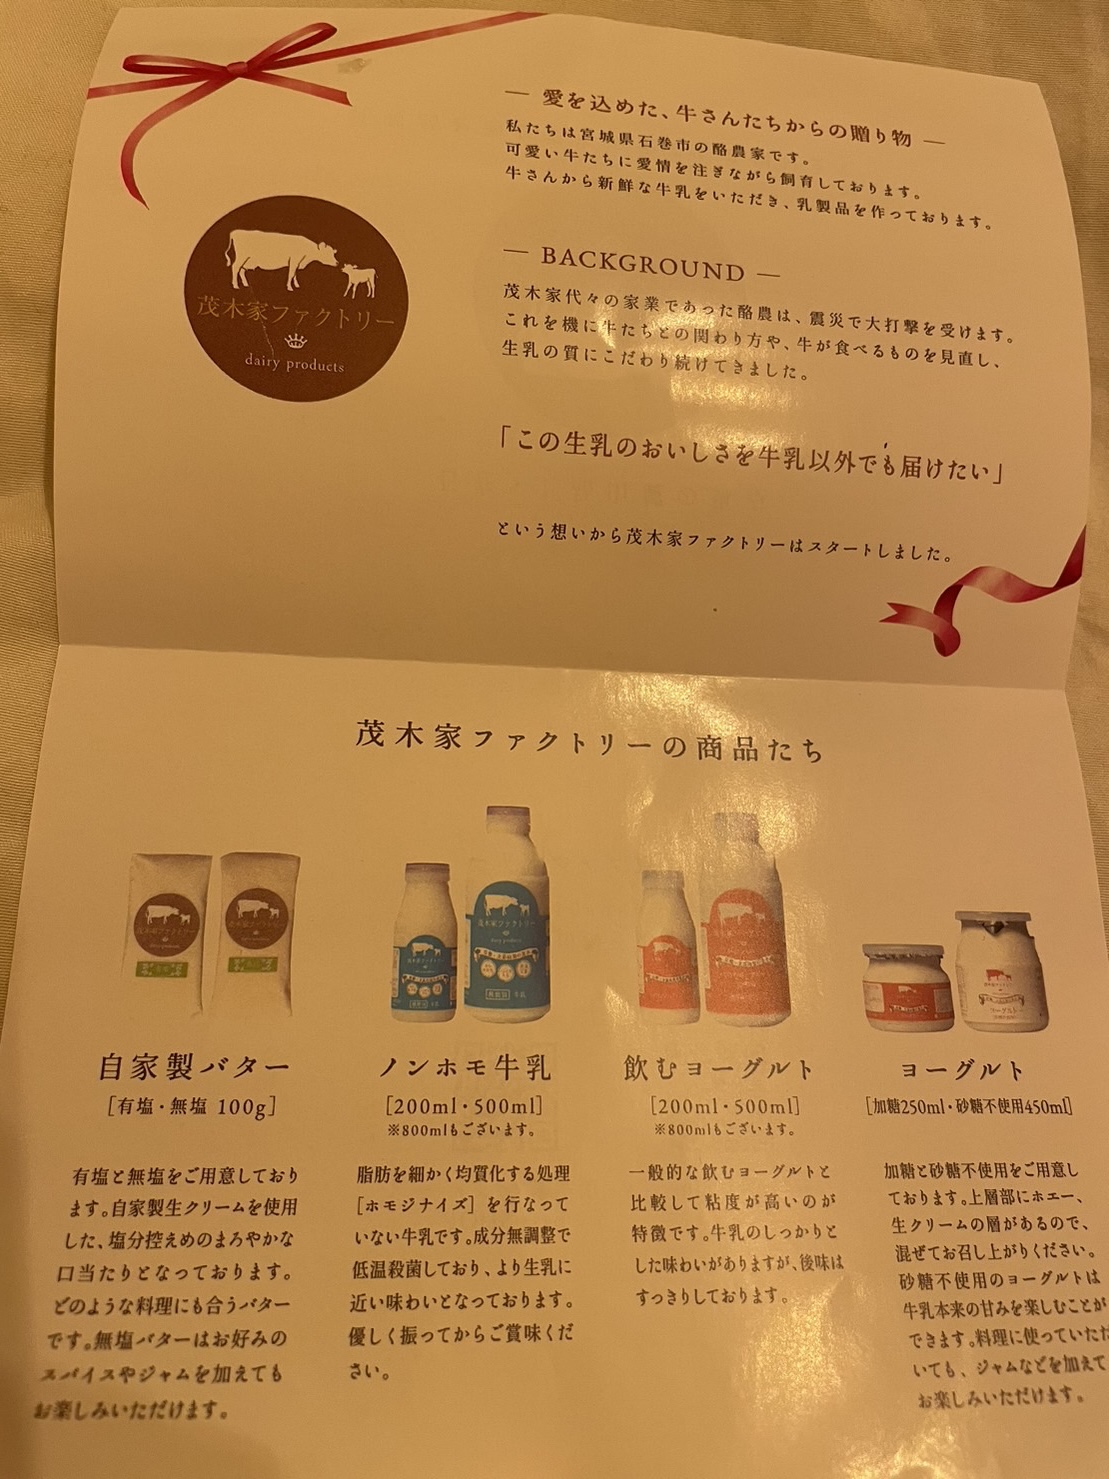 ― 愛を込めた、牛さんたちからの贈り物 ―
私たちは宮城県石巻市の酪農家です。
可愛い牛たちに愛情を注ぎながら飼育しております。
牛さんから新鮮な牛乳をいただき、乳製品を作っております。
茂木家ファクトリー
dairy products
― BACKGROUND ―
茂木家代々の家業であった酪農は、震災で大打撃を受けます。
これを機に牛たちとの関わり方や、牛が食べるものを見直し、
生乳の質にこだわり続けてきました。
「この生乳のおいしさを牛乳以外でも届けたい」
という想いから茂木家ファクトリーはスタートしました。
茂木家ファクトリーの商品たち
自家製バター
[有塩・無塩 100g]
有塩と無塩をご用意しており
ます。自家製生クリームを使用
した、塩分控えめのまろやかな
口当たりとなっております。
どのような料理にも合うバター
です。無塩バターはお好みの
スパイスやジャムを加えても
お楽しみいただけます。
ノンホモ牛乳
[200ml・500ml]
※800mlもございます。
脂肪を細かく均質化する処理
[ホモジナイズ] を行なって
いない牛乳です。成分無調整で
低温殺菌しており、より生乳に
近い味わいとなっております。
優しく振ってからご賞味くだ
さい。
飲むヨーグルト
[200ml・500ml]
※800mlもございます。
一般的な飲むヨーグルトと
比較して粘度が高いのが
特徴です。牛乳のしっかりと
した味わいがありますが、後味は
すっきりしております。
ヨーグルト
[加糖250ml・砂糖不使用450ml]
加糖と砂糖不使用をご用意し
ております。上層部にホエー、
生クリームの層があるので、
混ぜてお召し上がりください。
砂糖不使用のヨーグルトは
牛乳本来の甘みを楽しむことが
できます。料理に使っていただ
いても、ジャムなどを加えて
お楽しみいただけます。